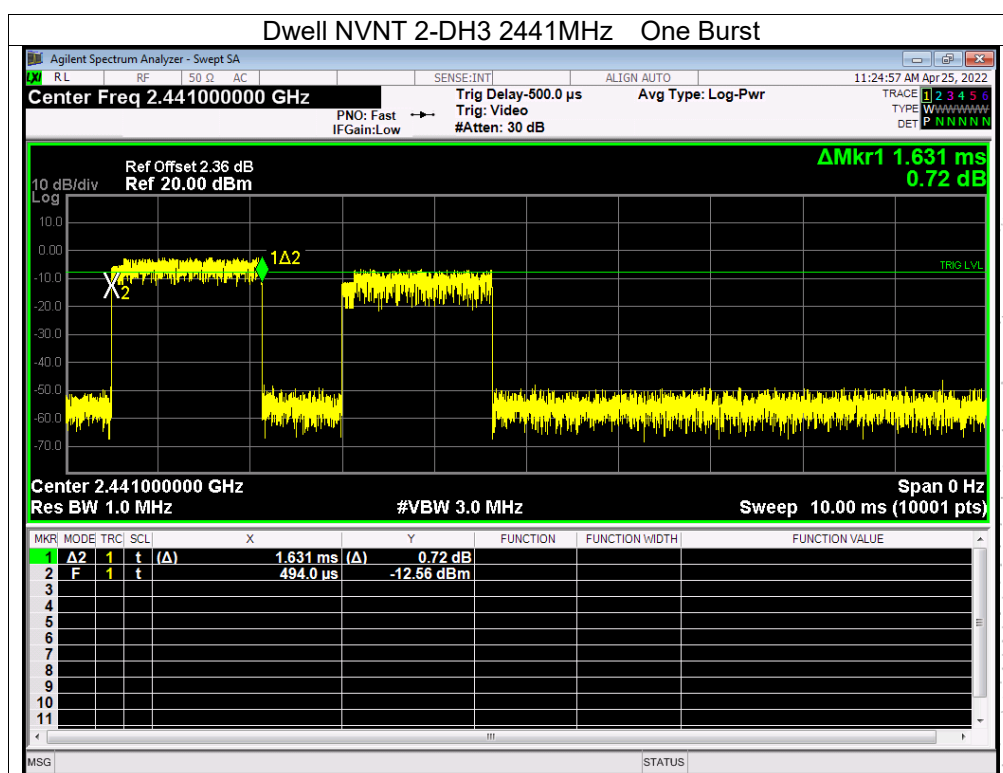 Dwell NVNT 2-DH3 2441MHz One Burst
Agilent Spectrum Analyzer - Swept SA
LXI RL RF 50 Ω AC SENSE:INT ALIGN AUTO 11:24:57 AM Apr 25, 2022
Center Freq 2.441000000 GHz
PNO: Fast
IFGain:Low
Trig Delay-500.0 µs
Trig: Video
#Atten: 30 dB
Avg Type: Log-Pwr
TRACE 1 2 3 4 5 6
TYPE WWWWWW
DET P N N N N N
ΔMkr1 1.631 ms
0.72 dB
Ref Offset 2.36 dB
10 dB/div Ref 20.00 dBm
Log
10.0
0.00
-10.0
-20.0
-30.0
-40.0
-50.0
-60.0
-70.0
1Δ2
2
TRIG LVL
Center 2.441000000 GHz Span 0 Hz
Res BW 1.0 MHz #VBW 3.0 MHz Sweep 10.00 ms (10001 pts)
MKR MODE TRC SCL X Y FUNCTION FUNCTION WIDTH FUNCTION VALUE
1 Δ2 1 t (Δ) 1.631 ms (Δ) 0.72 dB
2 F 1 t 494.0 µs -12.56 dBm
3
4
5
6
7
8
9
10
11
MSG STATUS